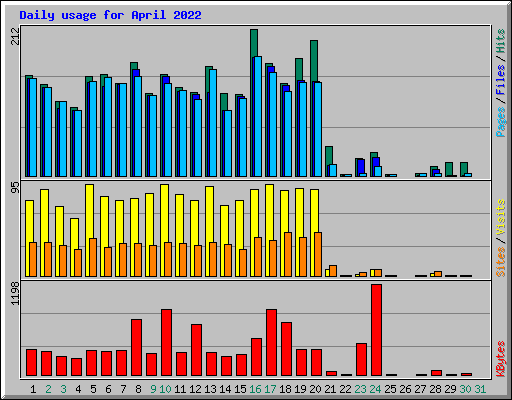 Daily usage for April 2022
212
Pages / Files / Hits
95
Sites / Visits
1198
KBytes
1 2 3 4 5 6 7 8 9 10 11 12 13 14 15 16 17 18 19 20 21 22 23 24 25 26 27 28 29 30 31